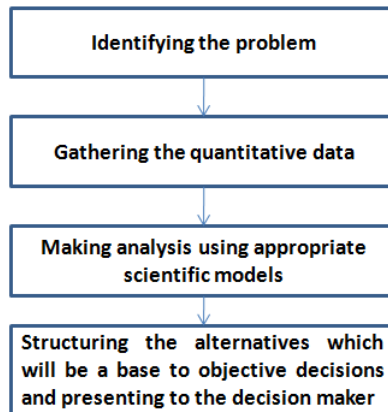 Identifying the problem
Gathering the quantitative data
Making analysis using appropriate
scientific models
Structuring the alternatives which
will be a base to objective decisions
and presenting to the decision maker